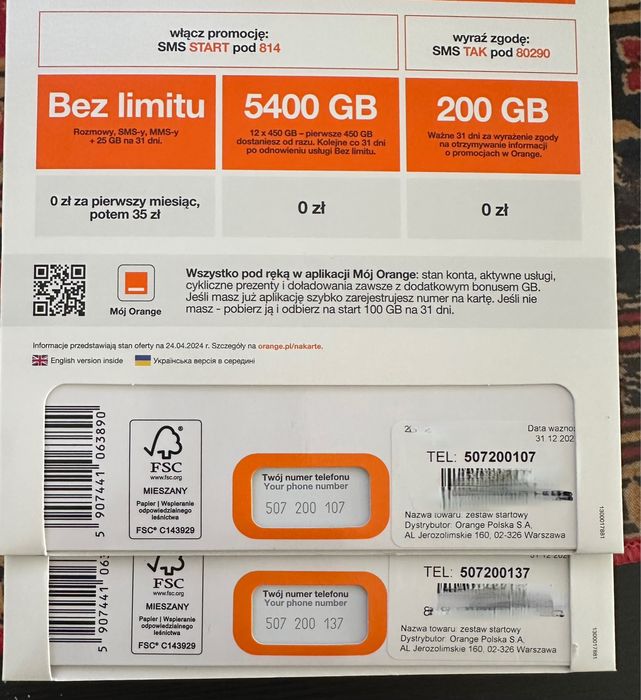 włącz promocję:
SMS START pod 814
wyraź zgodę:
SMS TAK pod 80290
Bez limitu
Rozmowy, SMS-y, MMS-y
+ 25 GB na 31 dni.
5400 GB
12 x 450 GB – pierwsze 450 GB
dostaniesz od razu. Kolejne co 31 dni
po odnowieniu usługi Bez limitu.
200 GB
Ważne 31 dni za wyrażenie zgody
na otrzymywanie informacji
o promocjach w Orange.
0 zł za pierwszy miesiąc,
potem 35 zł
0 zł
0 zł
Mój Orange
Wszystko pod ręką w aplikacji Mój Orange: stan konta, aktywne usługi,
cykliczne prezenty i doładowania zawsze z dodatkowym bonusem GB.
Jeśli masz już aplikację szybko zarejestrujesz numer na kartę. Jeśli nie
masz - pobierz ją i odbierz na start 100 GB na 31 dni.
Informacje przedstawiają stan oferty na 24.04.2024 r. Szczegóły na orange.pl/nakarte.
English version inside
Українська версія в середині
5 907441 063890
FSC
www.fsc.org
MIESZANY
Papier | Wspieranie
odpowiedzialnego
leśnictwa
FSC® C143929
Twój numer telefonu
Your phone number
507 200 107
Data ważno
31.12.202
TEL: 507200107
Nazwa towaru: zestaw startowy
Dystrybutor: Orange Polska S.A.
AL Jerozolimskie 160, 02-326 Warszawa
1300017881
5 907441 063
FSC
www.fsc.org
MIESZANY
Papier | Wspieranie
odpowiedzialnego
leśnictwa
FSC® C143929
Twój numer telefonu
Your phone number
507 200 137
TEL: 507200137
Nazwa towaru: zestaw startowy
Dystrybutor: Orange Polska S.A.
AL Jerozolimskie 160, 02-326 Warszawa
1300017881